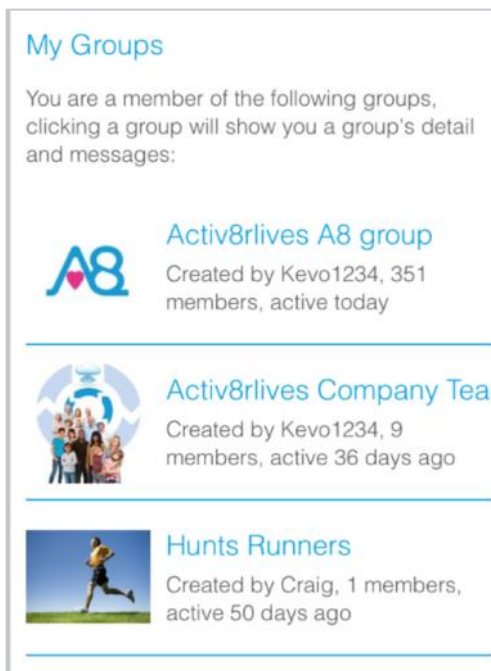 My Groups
You are a member of the following groups,
clicking a group will show you a group's detail
and messages:
Activ8rlives A8 group
A8
Created by Kevo1234, 351
members, active today
Activ8rlives Company Tea
Created by Kevo1234, 9
members, active 36 days ago
Hunts Runners
Created by Craig, 1 members,
active 50 days ago